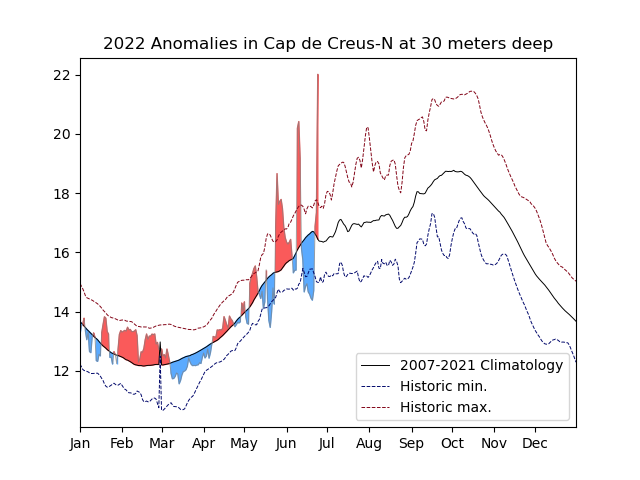 2022 Anomalies in Cap de Creus-N at 30 meters deep
22
20
18
16
14
12
2007-2021 Climatology
Historic min.
Historic max.
Jan Feb Mar Apr May Jun Jul Aug Sep Oct Nov Dec